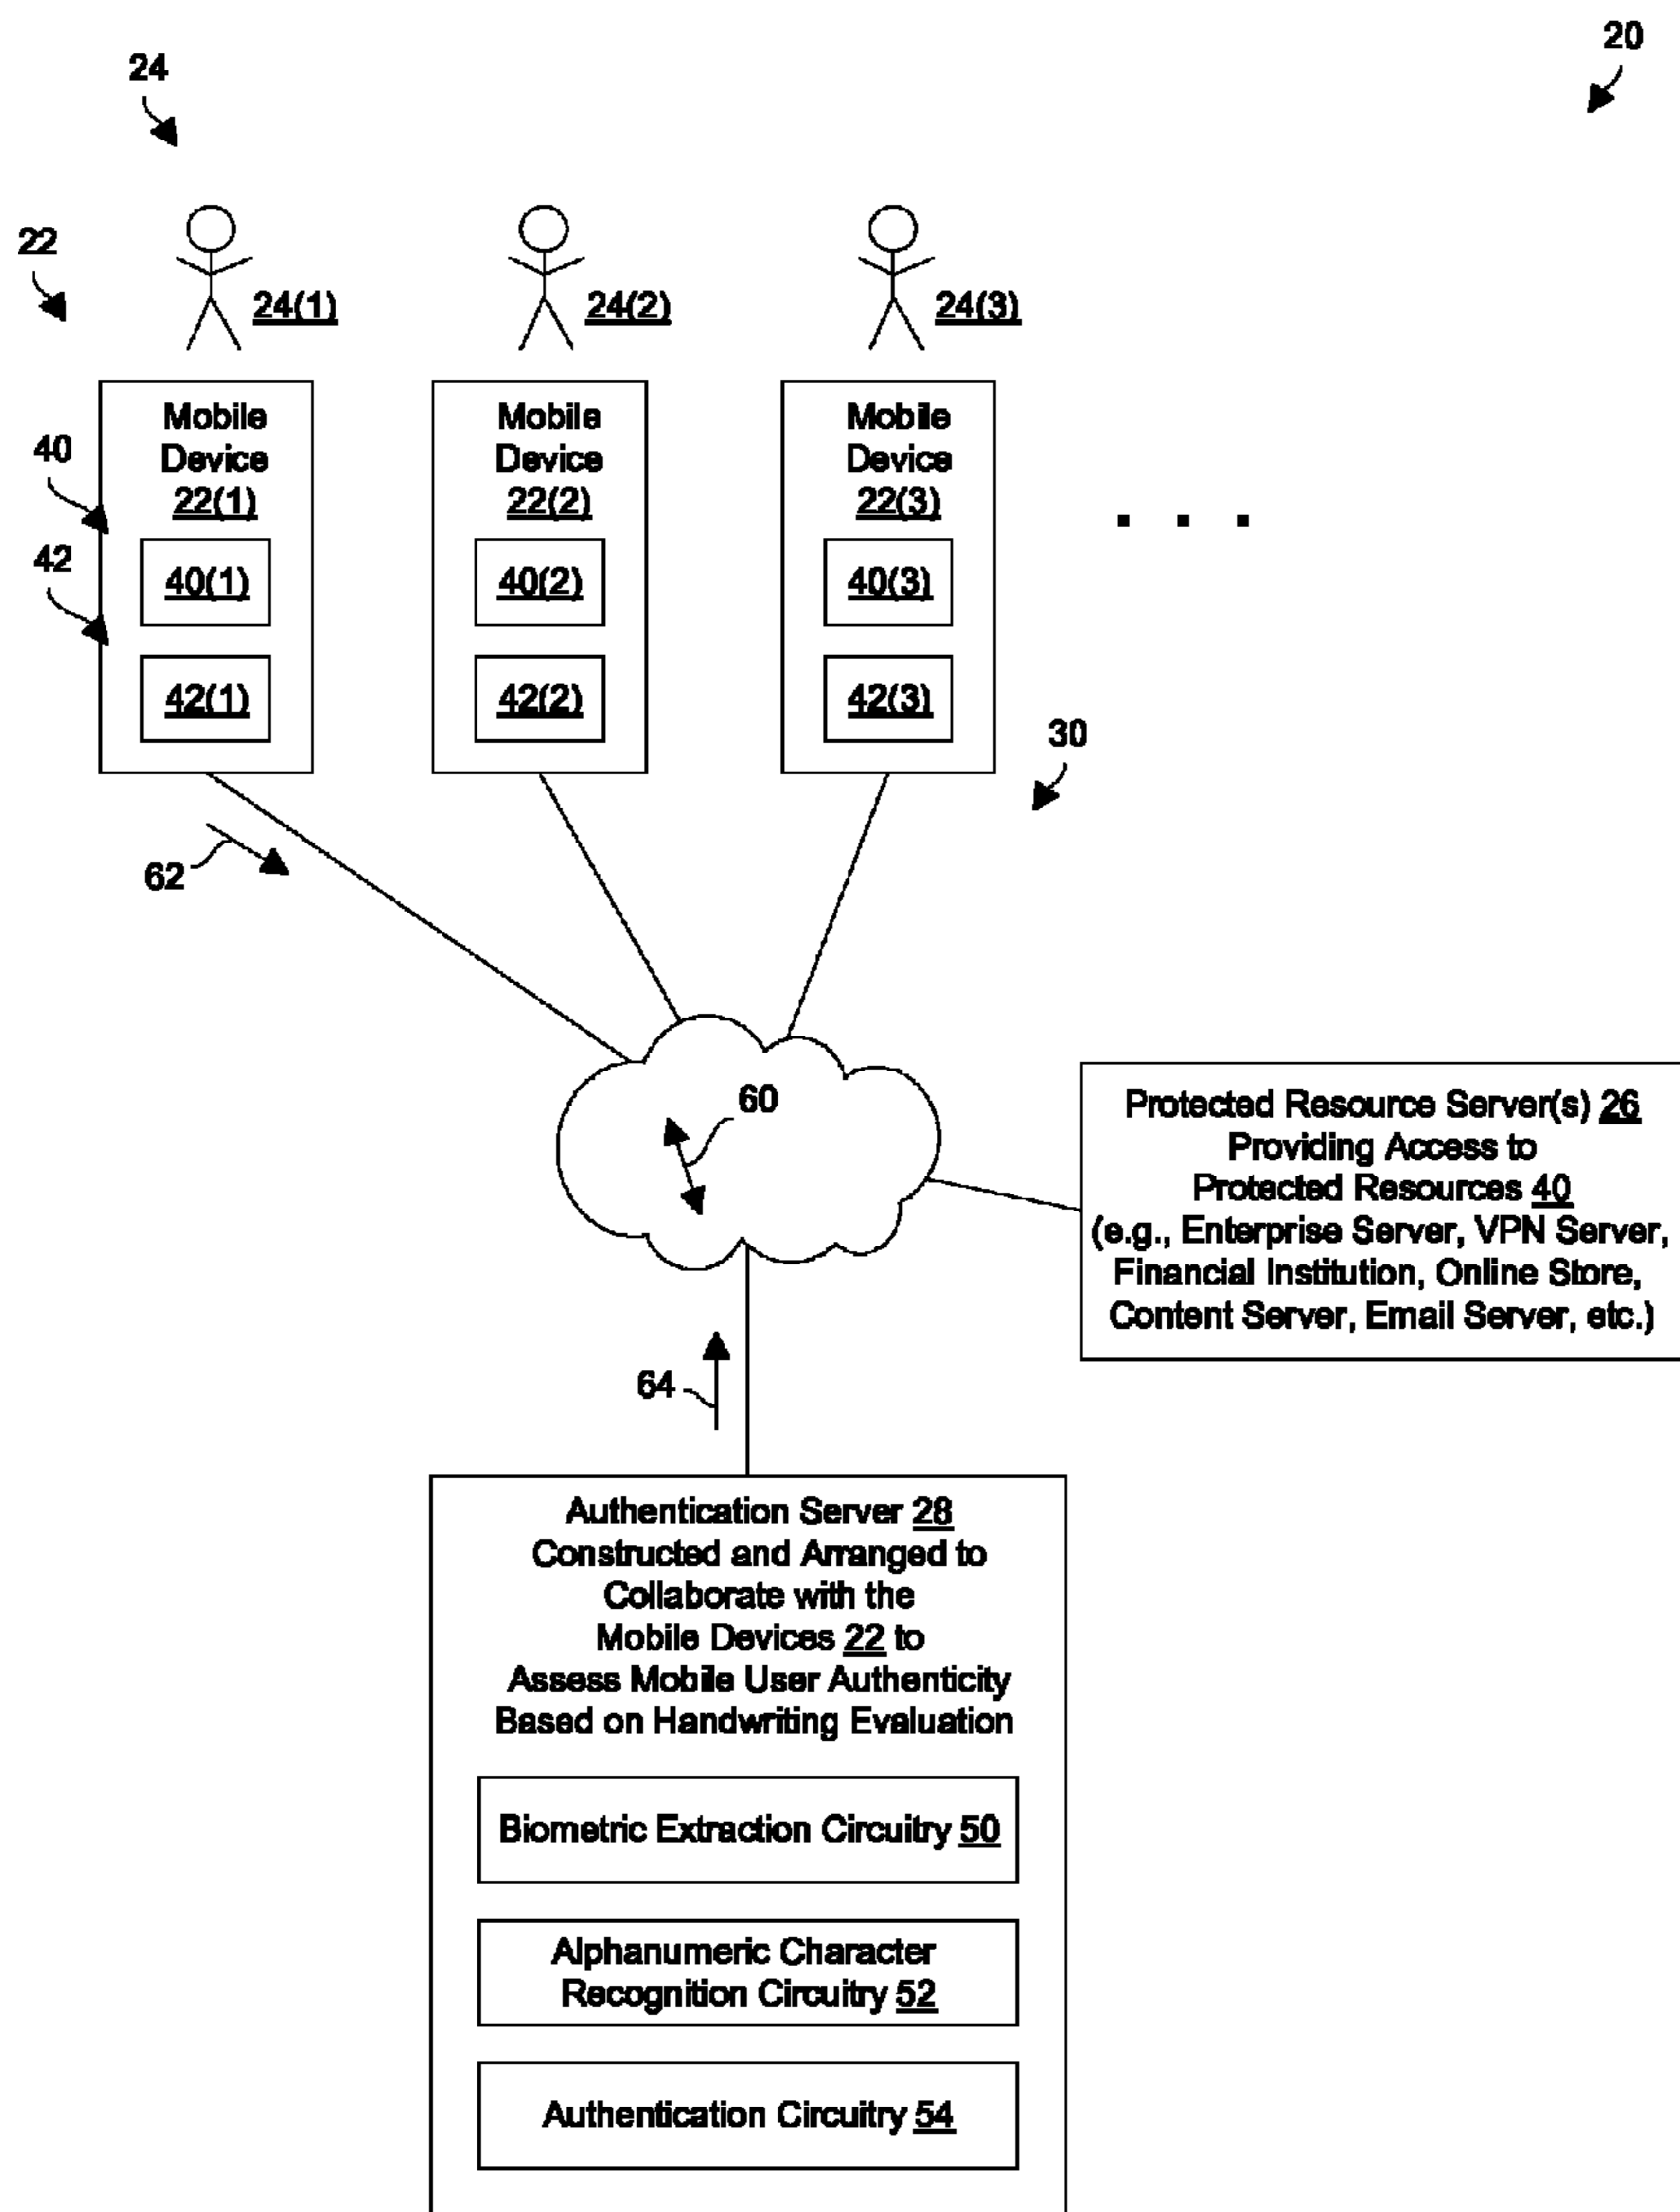 20
24
22
24(1)
24(2)
24(3)
Mobile
Device
22(1)
40(1)
42(1)
Mobile
Device
22(2)
40(2)
42(2)
Mobile
Device
22(3)
40(3)
42(3)
40
42
. . .
30
62
60
Protected Resource Server(s) 26
Providing Access to
Protected Resources 40
(e.g., Enterprise Server, VPN Server,
Financial Institution, Online Store,
Content Server, Email Server, etc.)
64
Authentication Server 28
Constructed and Arranged to
Collaborate with the
Mobile Devices 22 to
Assess Mobile User Authenticity
Based on Handwriting Evaluation
Biometric Extraction Circuitry 50
Alphanumeric Character
Recognition Circuitry 52
Authentication Circuitry 54